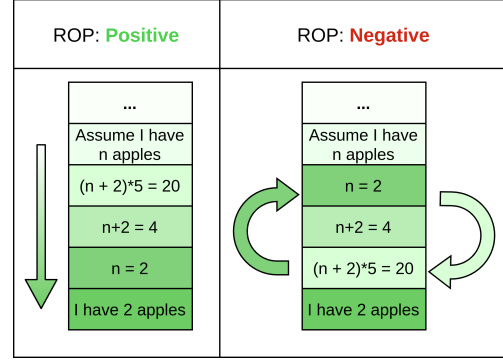 ROP: Positive
ROP: Negative
...
Assume I have
n apples
(n + 2)*5 = 20
n+2 = 4
n = 2
I have 2 apples
...
Assume I have
n apples
n = 2
n+2 = 4
(n + 2)*5 = 20
I have 2 apples